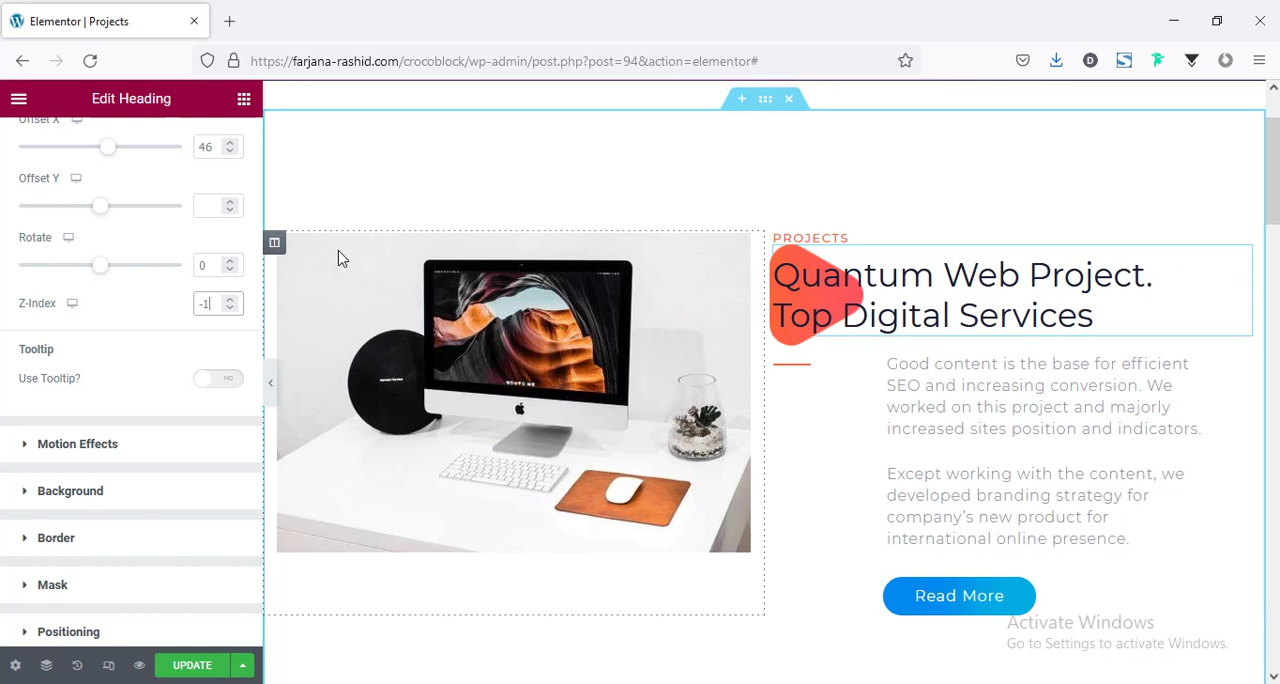 Elementor | Projects
https://farjana-rashid.com/crocoblock/wp-admin/post.php?post=94&action=elementor#
Edit Heading
Offset X
46
Offset Y
Rotate
0
Z-Index
-1
Tooltip
Use Tooltip?
NO
Motion Effects
Background
Border
Mask
Positioning
UPDATE
PROJECTS
Quantum Web Project.
Top Digital Services
Good content is the base for efficient
SEO and increasing conversion. We
worked on this project and majorly
increased sites position and indicators.
Except working with the content, we
developed branding strategy for
company’s new product for
international online presence.
Read More
Activate Windows
Go to Settings to activate Windows.